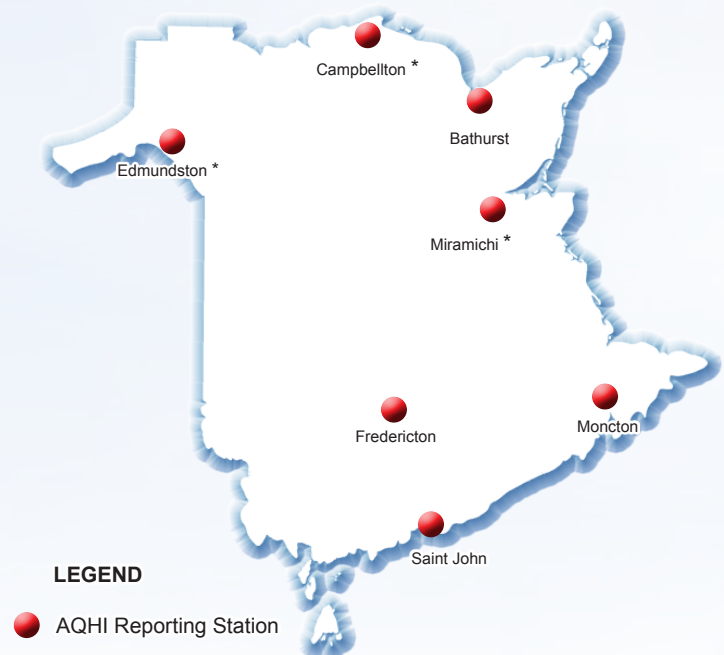 Campbellton *
Bathurst
Edmundston *
Miramichi *
Moncton
Fredericton
Saint John
LEGEND
AQHI Reporting Station